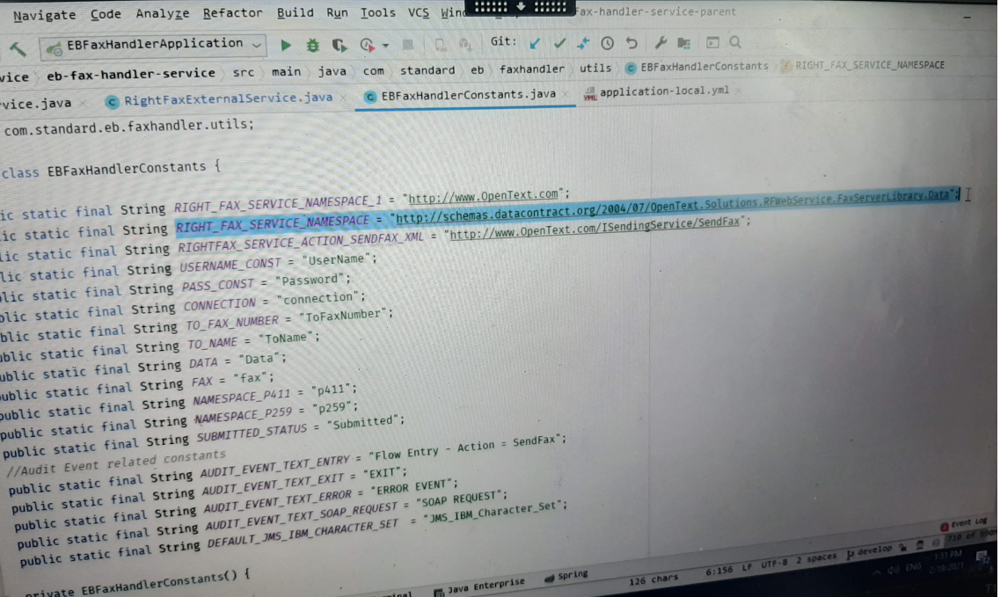 Navigate Code Analyze Refactor Build Run Tools VCS fax-handler-service-parent
EBFaxHandlerApplication Git:
vice eb-fax-handler-service src main java com standard eb faxhandler utils EBFaxHandlerConstants RIGHT_FAX_SERVICE_NAMESPACE
vice.java RightFaxExternalService.java EBFaxHandlerConstants.java application-local.yml
com.standard.eb.faxhandler.utils;
class EBFaxHandlerConstants {
ic static final String RIGHT_FAX_SERVICE_NAMESPACE_1 = "http://www.OpenText.com";
ic static final String RIGHT_FAX_SERVICE_NAMESPACE = "http://schemas.datacontract.org/2004/07/OpenText.Solutions.RFWebService.FaxServerLibrary.Data";
lic static final String RIGHTFAX_SERVICE_ACTION_SENDFAX_XML = "http://www.OpenText.com/ISendingService/SendFax";
lic static final String USERNAME_CONST = "UserName";
blic static final String PASS_CONST = "Password";
blic static final String CONNECTION = "connection";
ublic static final String TO_FAX_NUMBER = "ToFaxNumber";
ublic static final String TO_NAME = "ToName";
ublic static final String DATA = "Data";
ublic static final String FAX = "fax";
public static final String NAMESPACE_P411 = "p411";
public static final String NAMESPACE_P259 = "p259";
public static final String SUBMITTED_STATUS = "Submitted";
//Audit Event related constants
public static final String AUDIT_EVENT_TEXT_ENTRY = "Flow Entry - Action = SendFax";
public static final String AUDIT_EVENT_TEXT_EXIT = "EXIT";
public static final String AUDIT_EVENT_TEXT_ERROR = "ERROR EVENT";
public static final String AUDIT_EVENT_TEXT_SOAP_REQUEST = "SOAP REQUEST";
public static final String DEFAULT_JMS_IBM_CHARACTER_SET = "JMS_IBM_Character_Set";
private EBFaxHandlerConstants() {
Event Log
minal Java Enterprise Spring 126 chars 6:156 LF UTF-8 2 spaces develop
ENG 1:31 PM